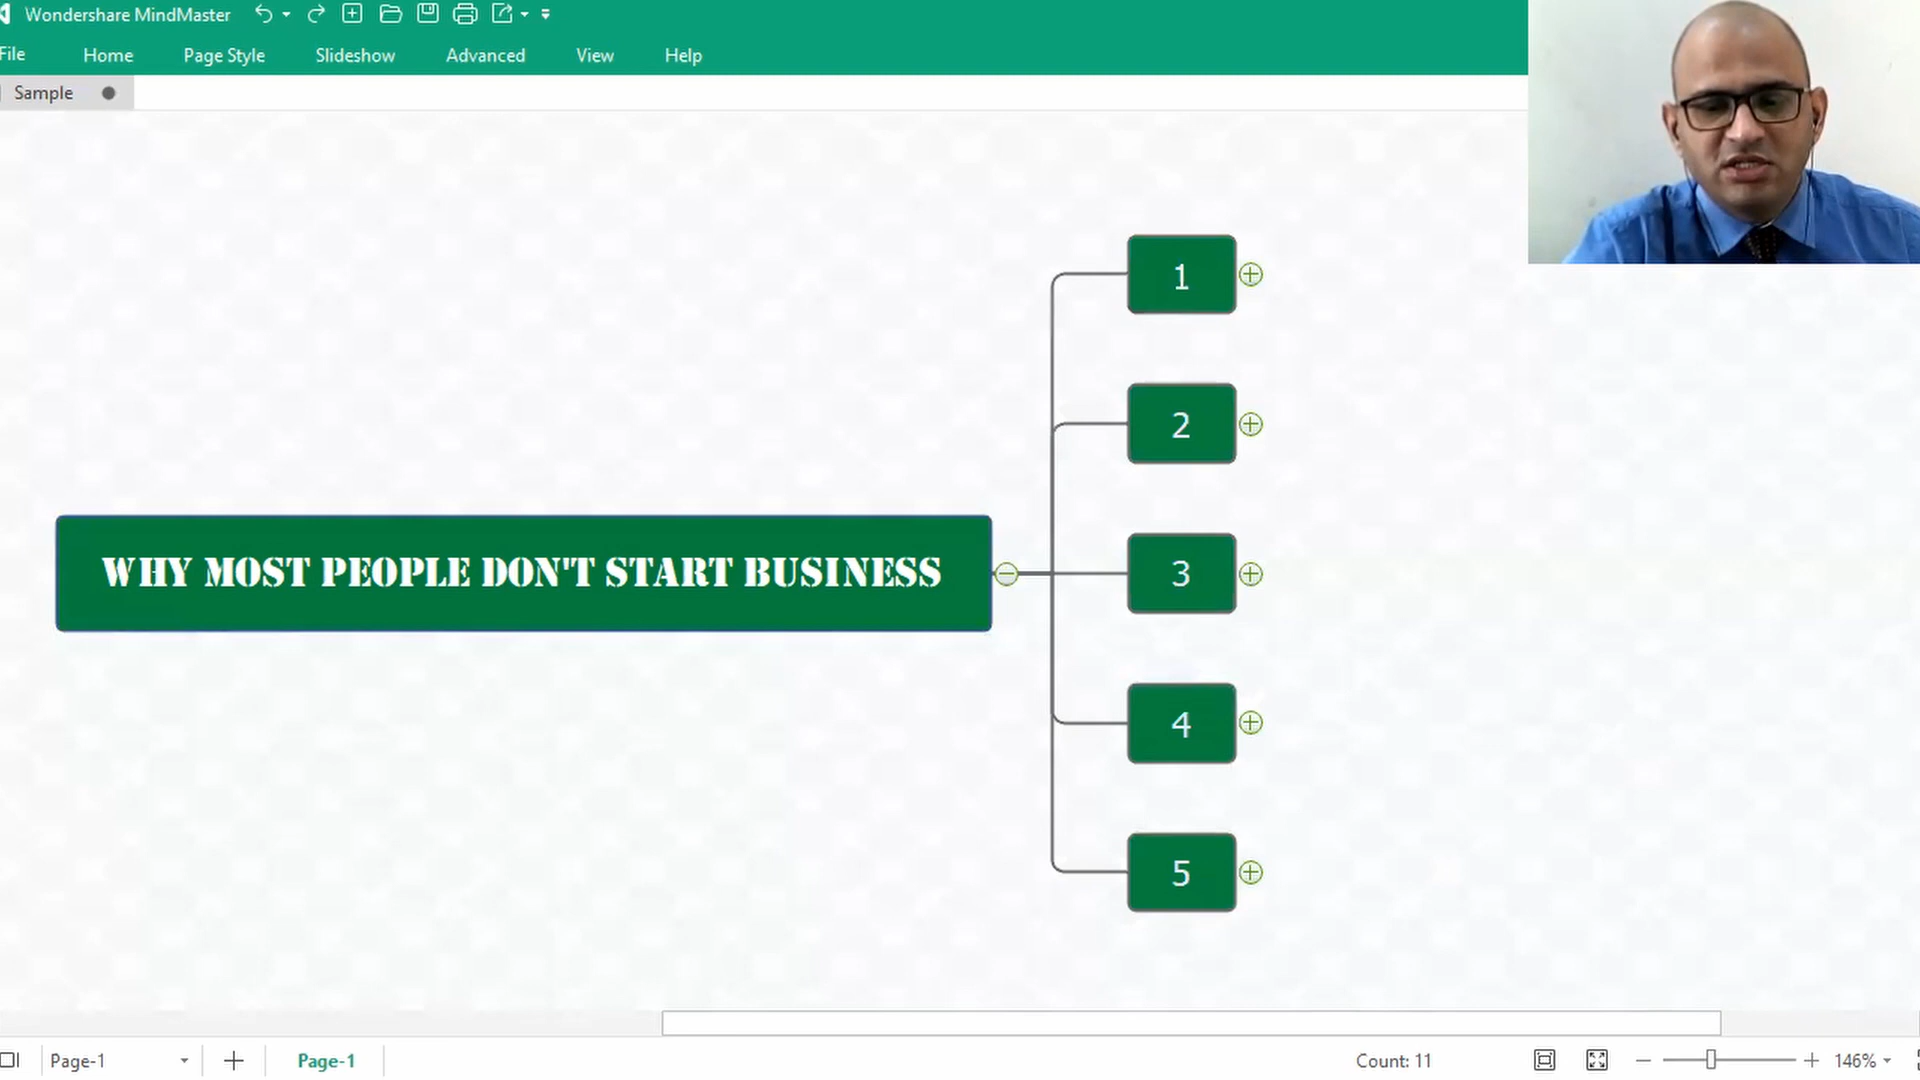 Wondershare MindMaster
File Home Page Style Slideshow Advanced View Help
Sample
1
2
WHY MOST PEOPLE DON'T START BUSINESS
3
4
5
Page-1 Page-1 Count: 11 146%